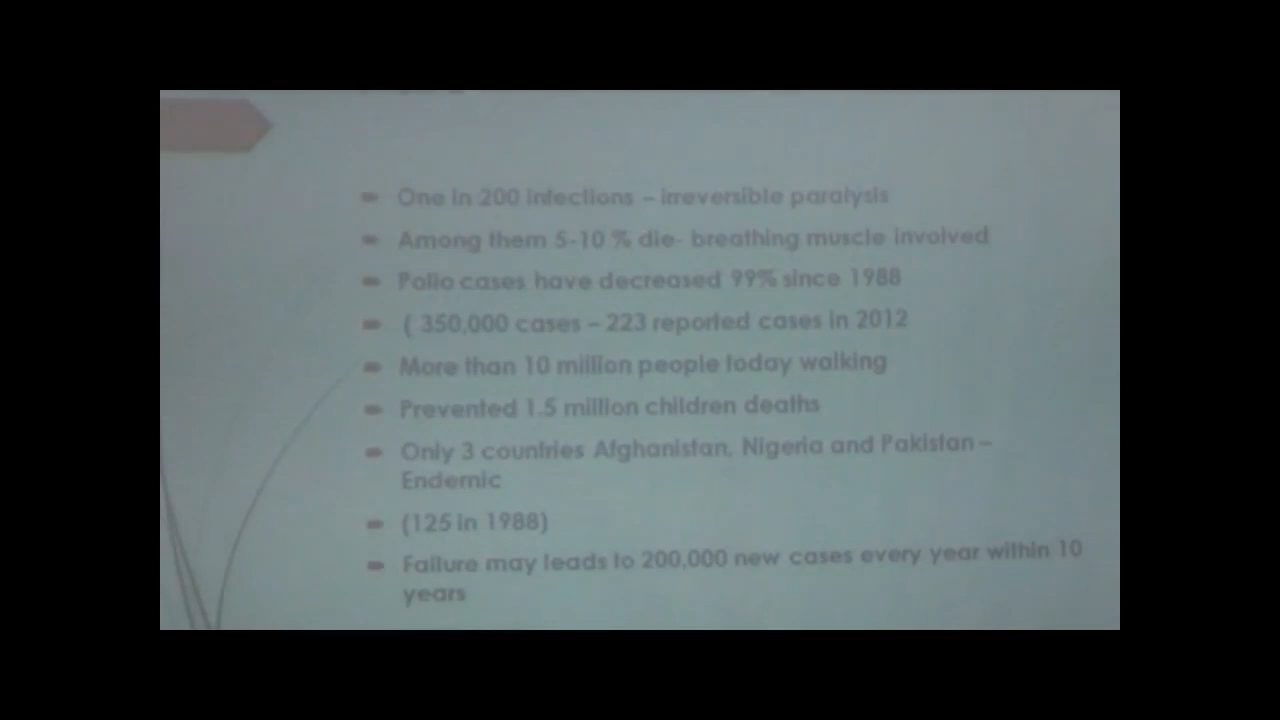 One in 200 infections – irreversible paralysis
Among them 5-10 % die- breathing muscle involved
Polio cases have decreased 99% since 1988
( 350,000 cases – 223 reported cases in 2012
More than 10 million people today walking
Prevented 1.5 million children deaths
Only 3 countries Afghanistan, Nigeria and Pakistan –
Endemic
(125 in 1988)
Failure may leads to 200,000 new cases every year within 10
years